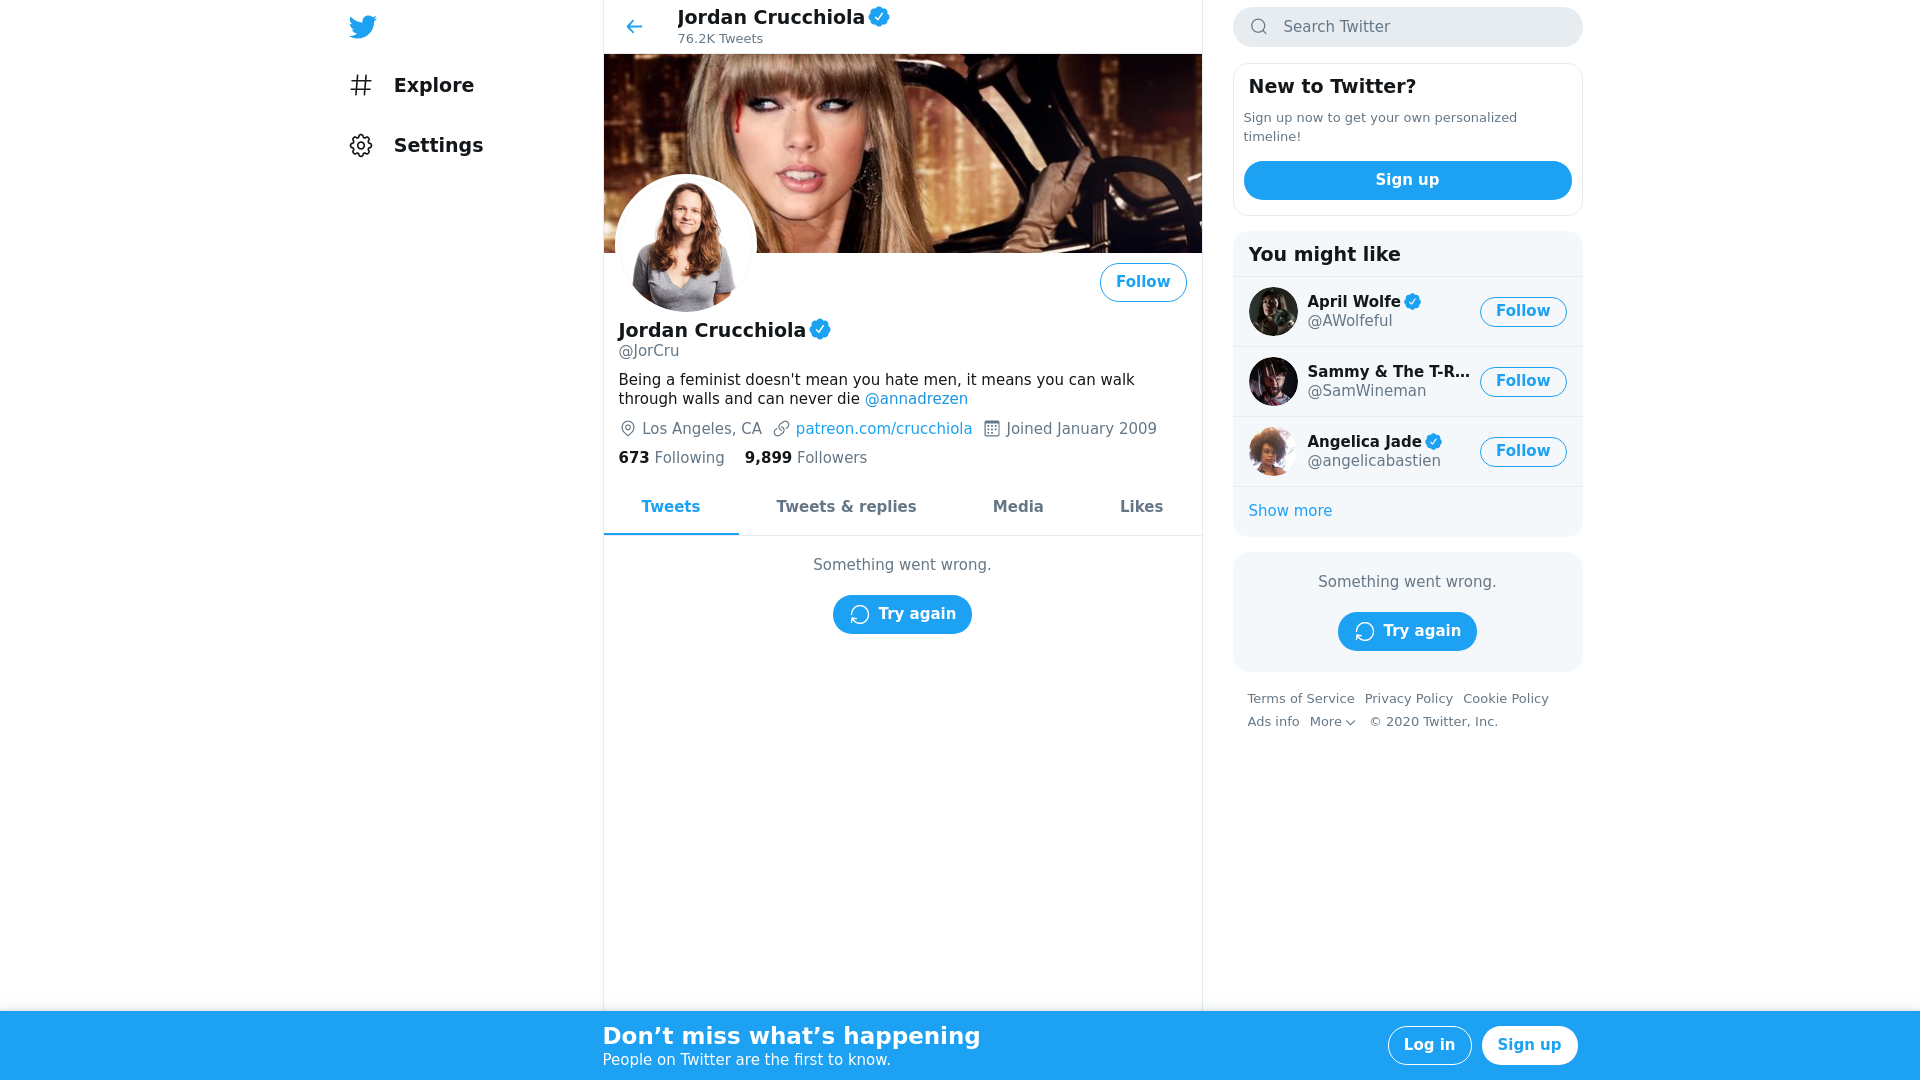 Explore
Settings
Jordan Crucchiola
76.2K Tweets
Follow
Jordan Crucchiola
@JorCru
Being a feminist doesn't mean you hate men, it means you can walk
through walls and can never die @annadrezen
Los Angeles, CA patreon.com/crucchiola Joined January 2009
673 Following 9,899 Followers
Tweets Tweets & replies Media Likes
Something went wrong.
Try again
Search Twitter
New to Twitter?
Sign up now to get your own personalized
timeline!
Sign up
You might like
April Wolfe
@AWolfeful
Follow
Sammy & The T-R...
@SamWineman
Follow
Angelica Jade
@angelicabastien
Follow
Show more
Something went wrong.
Try again
Terms of Service Privacy Policy Cookie Policy
Ads info More © 2020 Twitter, Inc.
Don’t miss what’s happening
People on Twitter are the first to know.
Log in
Sign up